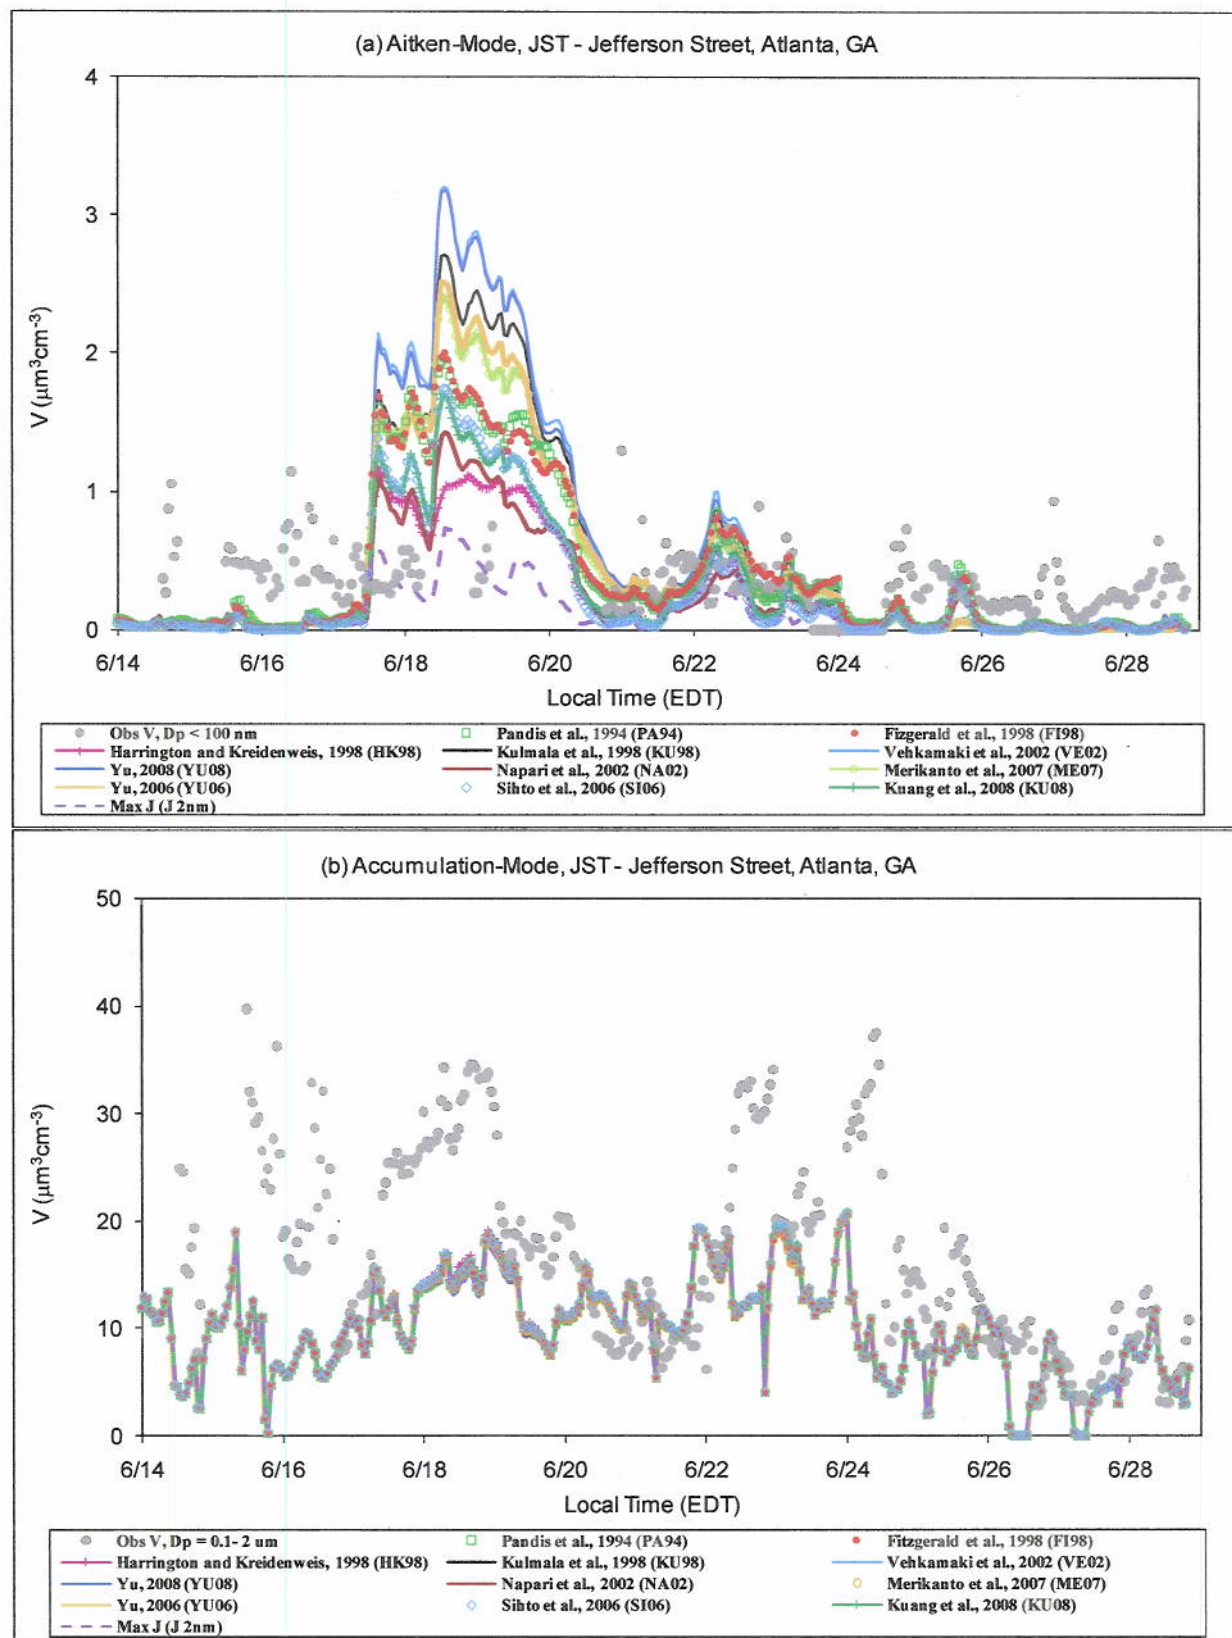 (a) Aitken-Mode, JST - Jefferson Street, Atlanta, GA
4
3
2
1
0
V (μm³cm⁻³)
6/14 6/16 6/18 6/20 6/22 6/24 6/26 6/28
Local Time (EDT)
Obs V, Dp < 100 nm Pandis et al., 1994 (PA94) Fizgerald et al., 1998 (FI98)
Harrington and Kreidenweis, 1998 (HK98) Kulmala et al., 1998 (KU98) Vehkamaki et al., 2002 (VE02)
Yu, 2008 (YU08) Napari et al., 2002 (NA02) Merikanto et al., 2007 (ME07)
Yu, 2006 (YU06) Sihto et al., 2006 (SI06) Kuang et al., 2008 (KU08)
Max J (J 2nm)
(b) Accumulation-Mode, JST - Jefferson Street, Atlanta, GA
50
40
30
20
10
0
V (μm³cm⁻³)
6/14 6/16 6/18 6/20 6/22 6/24 6/26 6/28
Local Time (EDT)
Obs V, Dp = 0.1- 2 um Pandis et al., 1994 (PA94) Fitzgerald et al., 1998 (FI98)
Harrington and Kreidenweis, 1998 (HK98) Kulmala et al., 1998 (KU98) Vehkamaki et al., 2002 (VE02)
Yu, 2008 (YU08) Napari et al., 2002 (NA02) Merikanto et al., 2007 (ME07)
Yu, 2006 (YU06) Sihto et al., 2006 (SI06) Kuang et al., 2008 (KU08)
Max J (J 2nm)